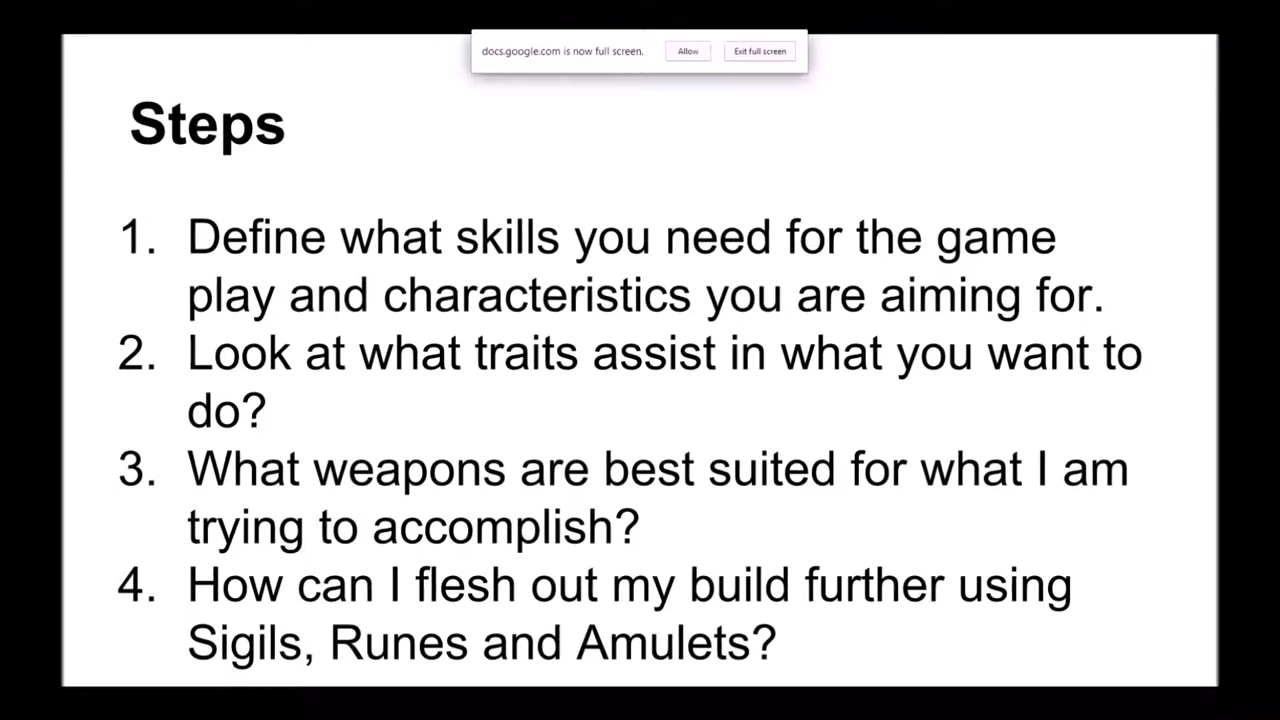 docs.google.com is now full screen. Allow Exit full screen
Steps
1. Define what skills you need for the game
play and characteristics you are aiming for.
2. Look at what traits assist in what you want to
do?
3. What weapons are best suited for what I am
trying to accomplish?
4. How can I flesh out my build further using
Sigils, Runes and Amulets?